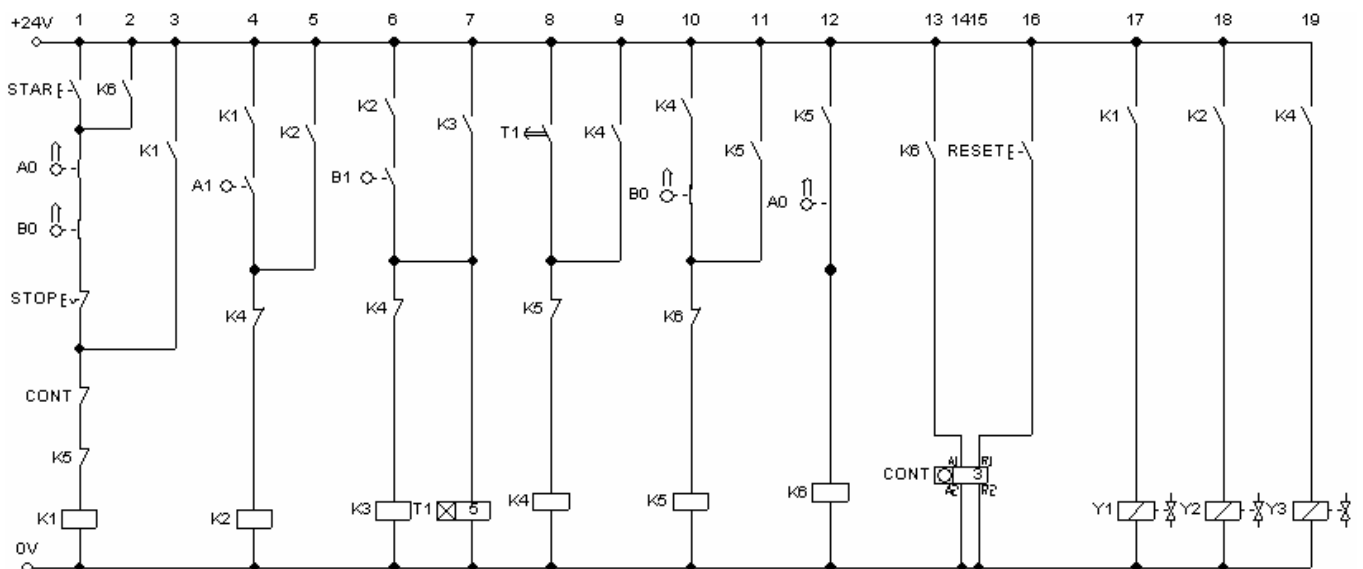 +24V 1 2 3 4 5 6 7 8 9 10 11 12 13 14 15 16 17 18 19
STAR K6
K1 K2 K2 K3 T1 K4 K4 K5 K1 K2 K4
K1 A1 B1 K5 K6 RESET
A0 B0 A0
B0
STOP K4 K4 K5 K6
CONT
K5 A1 R1
CONT 3
K6 A2 R2
K1 K2 K3 T1 5 K4 K5 Y1 Y2 Y3
0V